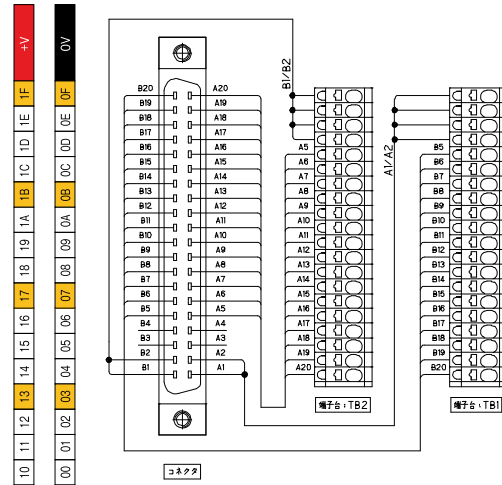 +V
1F
1E
1D
1C
1B
1A
19
18
17
16
15
14
13
12
11
10
0V
0F
0E
0D
0C
0B
0A
09
08
07
06
05
04
03
02
01
00
B20
B19
B18
B17
B16
B15
B14
B13
B12
B11
B10
B9
B8
B7
B6
B5
B4
B3
B2
B1
A20
A19
A18
A17
A16
A15
A14
A13
A12
A11
A10
A9
A8
A7
A6
A5
A4
A3
A2
A1
コネクタ
B1/B2
A5
A6
A7
A8
A9
A10
A11
A12
A13
A14
A15
A16
A17
A18
A19
A20
端子台:TB2
A1/A2
B5
B6
B7
B8
B9
B10
B11
B12
B13
B14
B15
B16
B17
B18
B19
B20
端子台:TB1